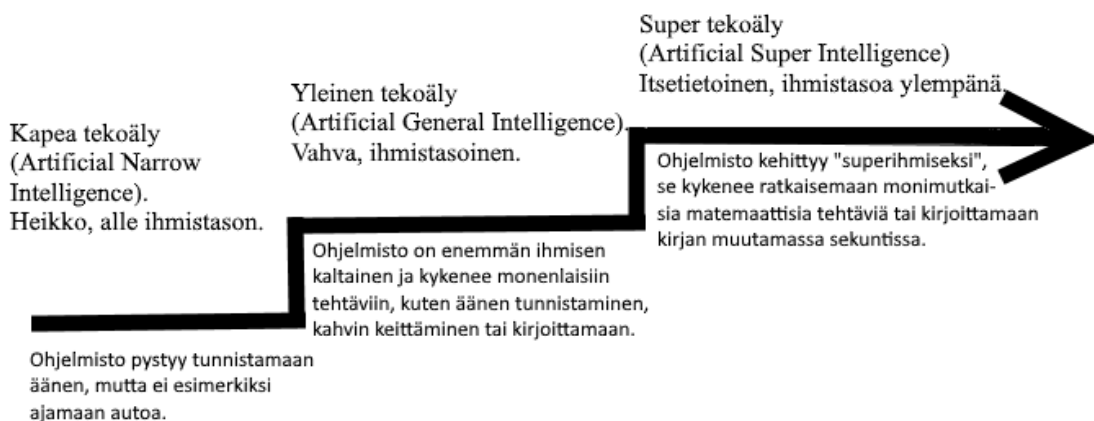 Kapea tekoäly
(Artificial Narrow
Intelligence).
Heikko, alle ihmistason.
Ohjelmisto pystyy tunnistamaan
äänen, mutta ei esimerkiksi
ajamaan autoa.
Yleinen tekoäly
(Artificial General Intelligence).
Vahva, ihmistasoinen.
Ohjelmisto on enemmän ihmisen
kaltainen ja kykenee monenlaisiin
tehtäviin, kuten äänen tunnistaminen,
kahvin keittäminen tai kirjoittamaan.
Super tekoäly
(Artificial Super Intelligence)
Itsetietoinen, ihmistasoa ylempänä.
Ohjelmisto kehittyy "superihmiseksi",
se kykenee ratkaisemaan monimutkai-
sia matemaattisia tehtäviä tai kirjoittamaan
kirjan muutamassa sekuntissa.